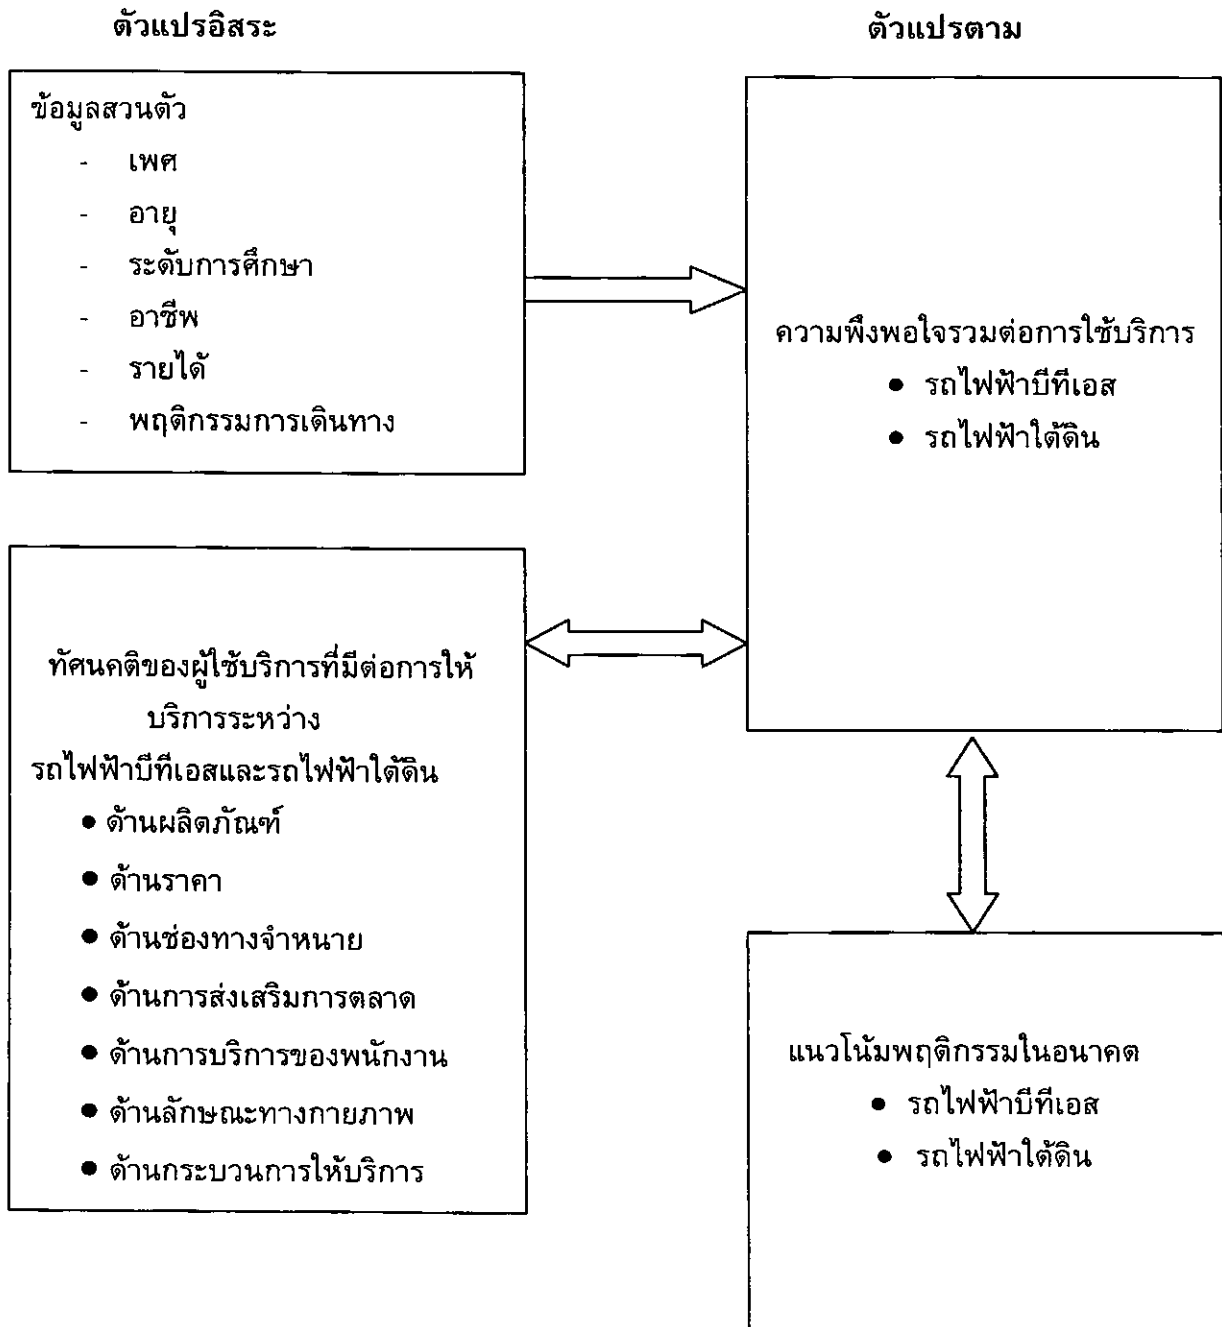 ตัวแปรอิสระ
ข้อมูลสวนตัว
- เพศ
- อายุ
- ระดับการศึกษา
- อาชีพ
- รายได้
- พฤติกรรมการเดินทาง
ทัศนคติของผู้ใช้บริการที่มีต่อการให้
บริการระหว่าง
รถไฟฟ้าบีทีเอสและรถไฟฟ้าใต้ดิน
● ด้านผลิตภัณฑ์
● ด้านราคา
● ด้านช่องทางจำหนาย
● ด้านการส่งเสริมการตลาด
● ด้านการบริการของพนักงาน
● ด้านลักษณะทางกายภาพ
● ด้านกระบวนการให้บริการ
ตัวแปรตาม
ความพึงพอใจรวมต่อการใช้บริการ
● รถไฟฟ้าบีทีเอส
● รถไฟฟ้าใต้ดิน
แนวโน้มพฤติกรรมในอนาคต
● รถไฟฟ้าบีทีเอส
● รถไฟฟ้าใต้ดิน